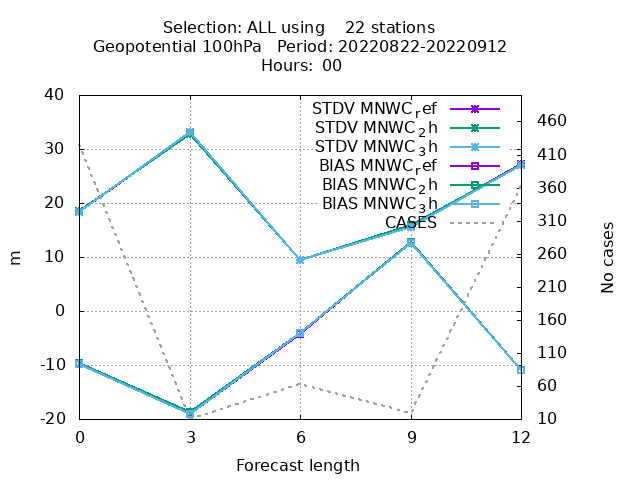 Selection: ALL using    22 stations
Geopotential 100hPa   Period: 20220822-20220912
Hours: 00
STDV MNWC_ref
STDV MNWC_2h
STDV MNWC_3h
BIAS MNWC_ref
BIAS MNWC_2h
BIAS MNWC_3h
CASES
40
30
20
10
0
-10
-20
m
460
410
360
310
260
210
160
110
60
10
No cases
0 3 6 9 12
Forecast length